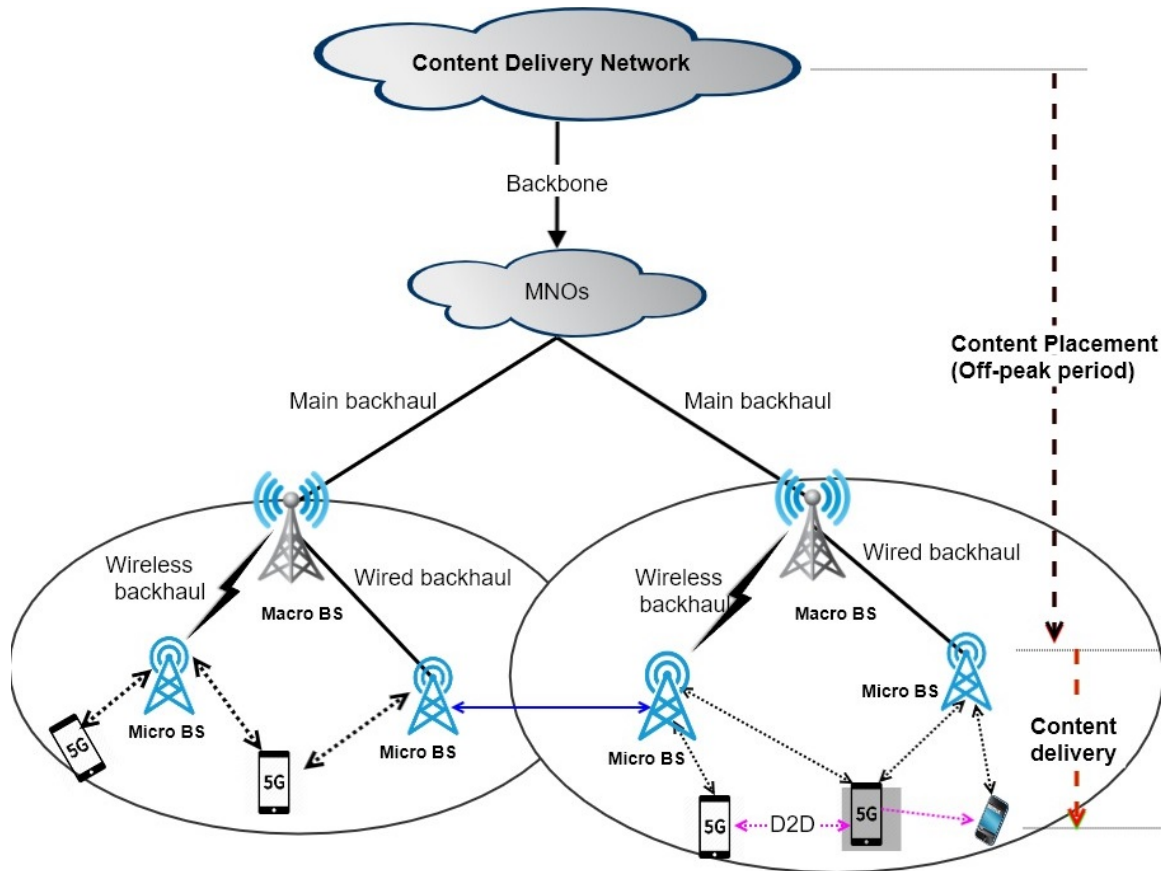 Content Delivery Network
Backbone
MNOs
Content Placement
(Off-peak period)
Main backhaul
Main backhaul
Wireless
backhaul
Wired backhaul
Macro BS
Wireless
backhaul
Wired backhaul
Macro BS
Micro BS
Micro BS
Micro BS
Micro BS
Content
delivery
5G
5G
5G
D2D
5G